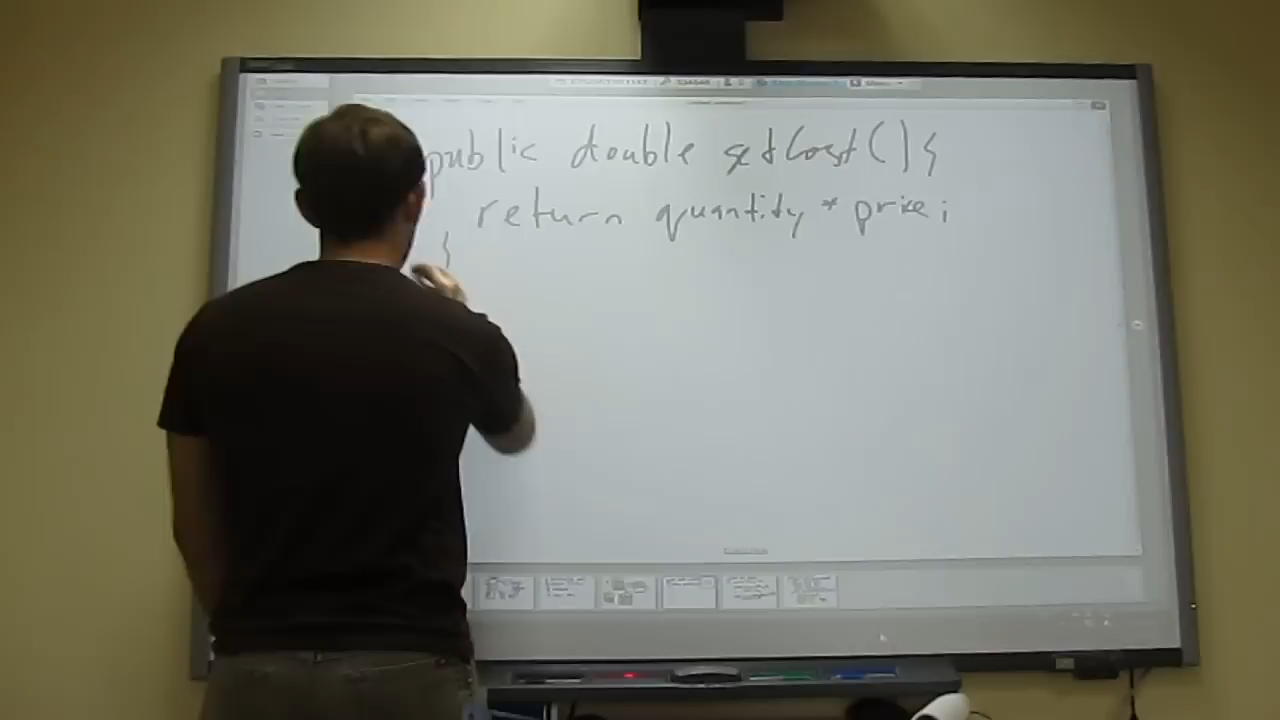 public double getCost() {
return quantity * price;
}